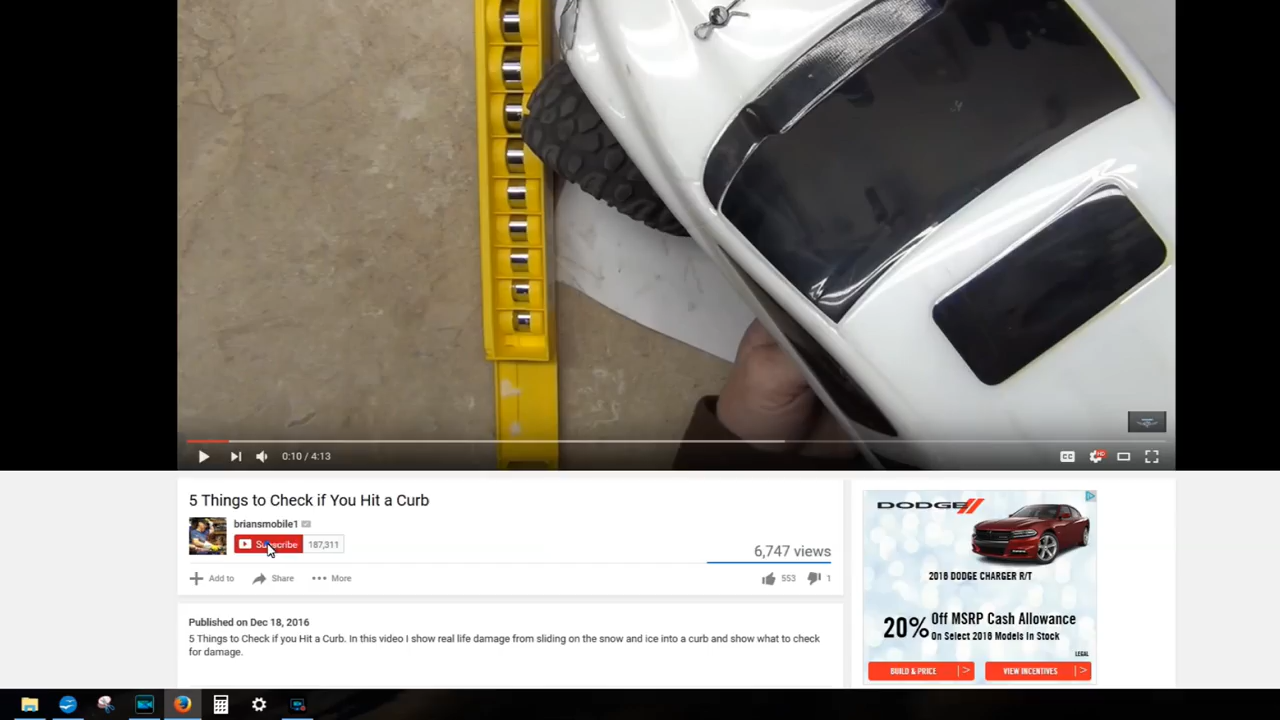 0:10 / 4:13
CC
HD
5 Things to Check if You Hit a Curb
briansmobile1
Subscribe 187,311
6,747 views
Add to Share More
553 1
Published on Dec 18, 2016
5 Things to Check if you Hit a Curb. In this video I show real life damage from sliding on the snow and ice into a curb and show what to check
for damage.
DODGE
2016 DODGE CHARGER R/T
20% Off MSRP Cash Allowance
On Select 2016 Models In Stock
LEGAL
BUILD & PRICE > VIEW INCENTIVES >